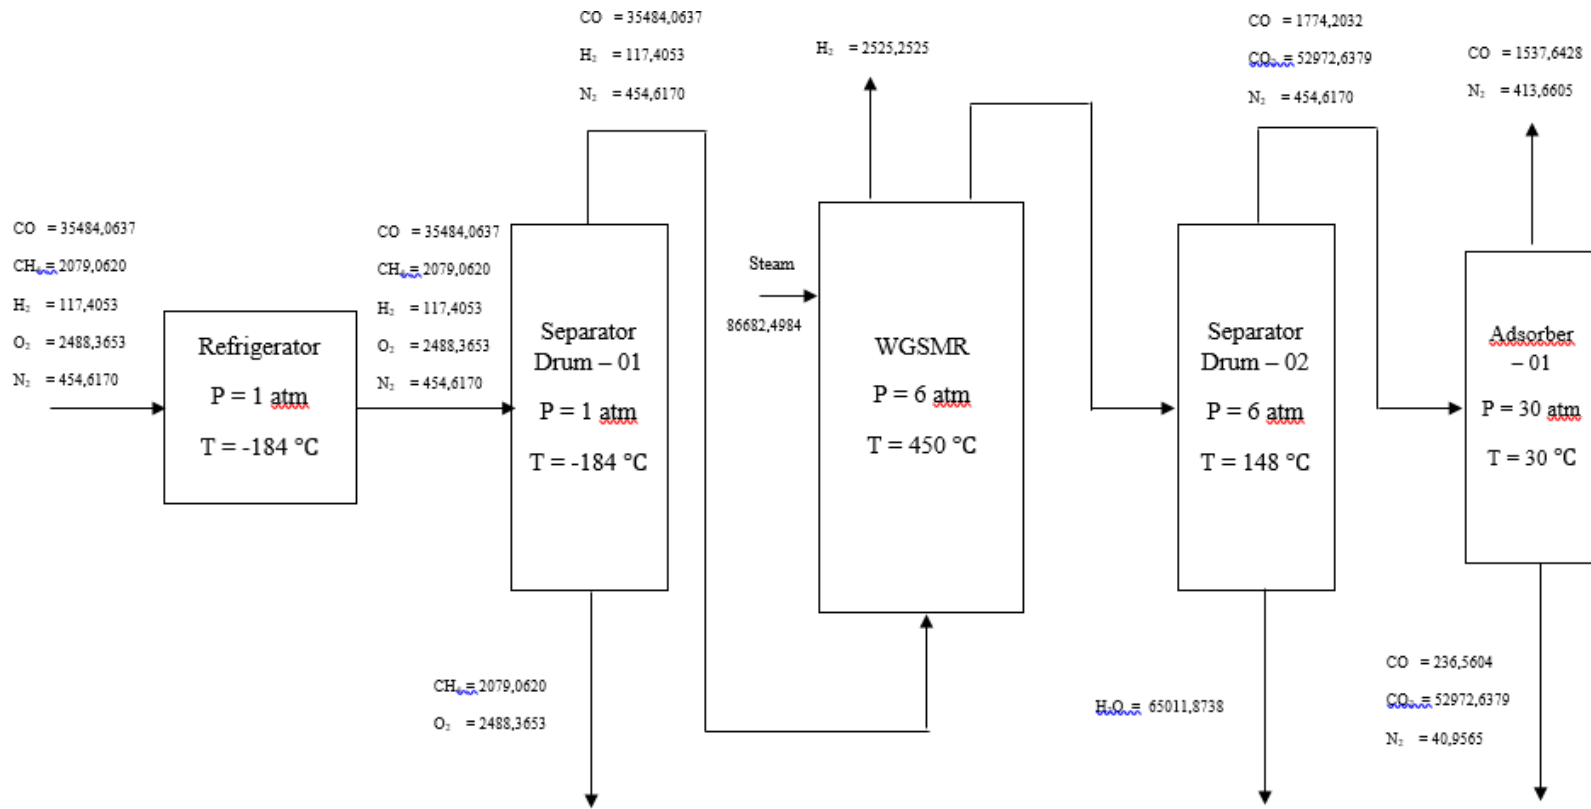 CO = 35484,0637
H₂ = 117,4053
N₂ = 454,6170
H₂ = 2525,2525
CO = 1774,2032
CO₂ = 52972,6379
N₂ = 454,6170
CO = 1537,6428
N₂ = 413,6605
CO = 35484,0637
CH₄ = 2079,0620
H₂ = 117,4053
O₂ = 2488,3653
N₂ = 454,6170
CO = 35484,0637
CH₄ = 2079,0620
H₂ = 117,4053
O₂ = 2488,3653
N₂ = 454,6170
Refrigerator
P = 1 atm
T = -184 °C
Separator
Drum – 01
P = 1 atm
T = -184 °C
Steam
86682,4984
WGSMR
P = 6 atm
T = 450 °C
Separator
Drum – 02
P = 6 atm
T = 148 °C
Adsorber
– 01
P = 30 atm
T = 30 °C
CH₄ = 2079,0620
O₂ = 2488,3653
H₂O = 65011,8738
CO = 236,5604
CO₂ = 52972,6379
N₂ = 40,9565